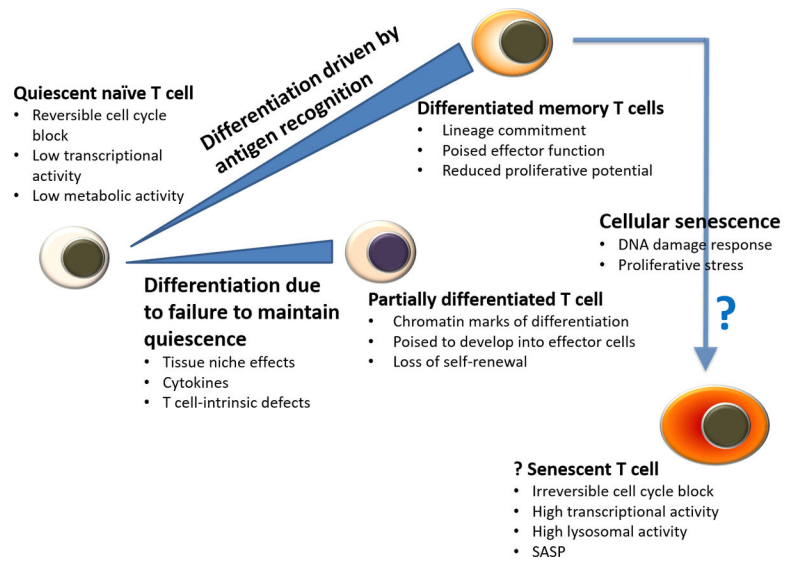 Quiescent naïve T cell
• Reversible cell cycle
block
• Low transcriptional
activity
• Low metabolic activity
Differentiation driven by
antigen recognition
Differentiated memory T cells
• Lineage commitment
• Poised effector function
• Reduced proliferative potential
Differentiation due
to failure to maintain
quiescence
• Tissue niche effects
• Cytokines
• T cell-intrinsic defects
Partially differentiated T cell
• Chromatin marks of differentiation
• Poised to develop into effector cells
• Loss of self-renewal
Cellular senescence
• DNA damage response
• Proliferative stress
?
? Senescent T cell
• Irreversible cell cycle block
• High transcriptional activity
• High lysosomal activity
• SASP